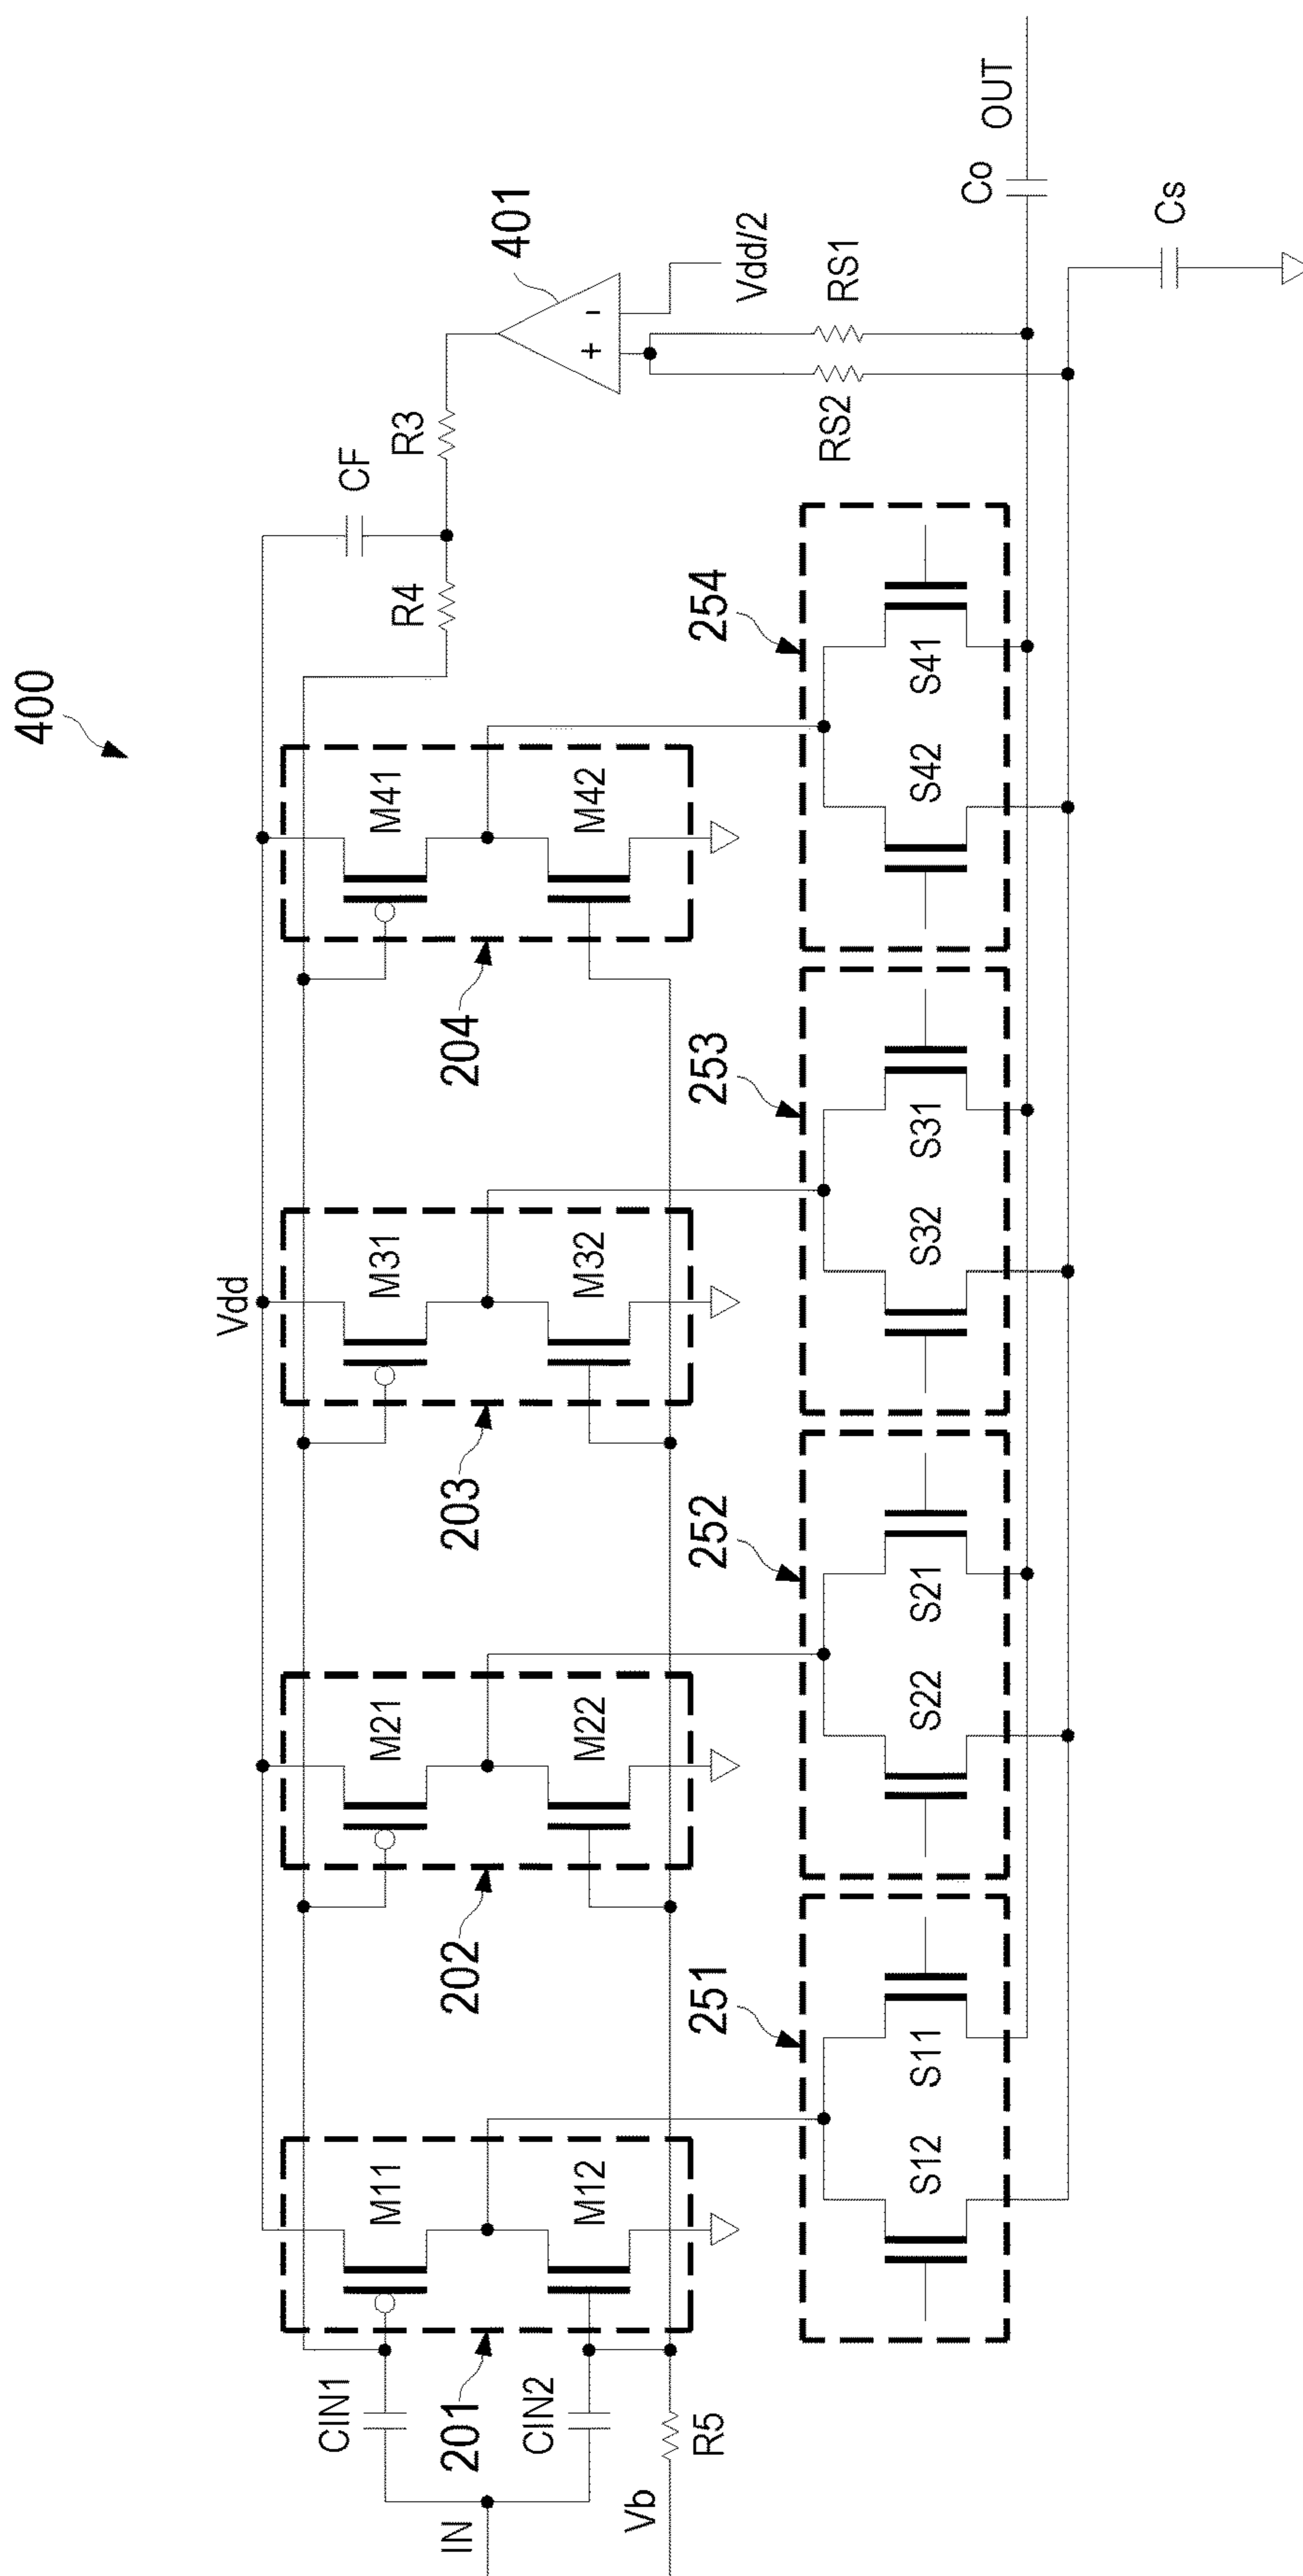 400
Vdd
CF
R4
R3
401
+
-
Vdd/2
RS2
RS1
Co
OUT
Cs
IN
CIN1
CIN2
Vb
R5
201
M11
M12
202
M21
M22
203
M31
M32
204
M41
M42
251
S12
S11
252
S22
S21
253
S32
S31
254
S42
S41